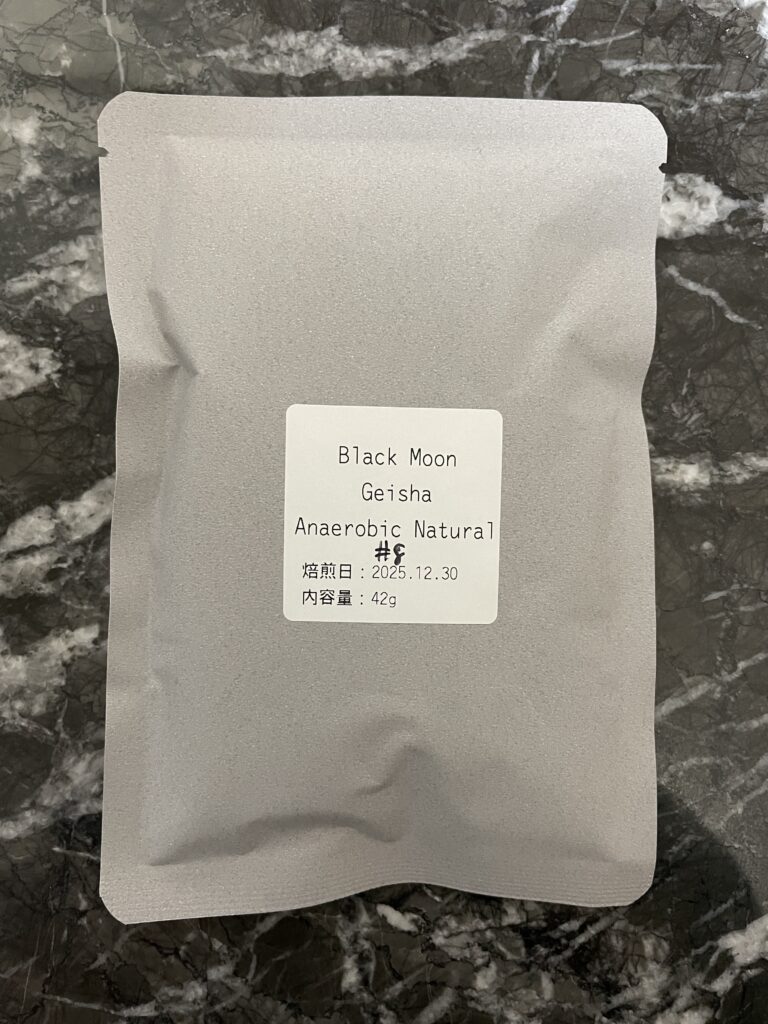 Black Moon
Geisha
Anaerobic Natural
#8
焙煎日：2025.12.30
内容量：42g